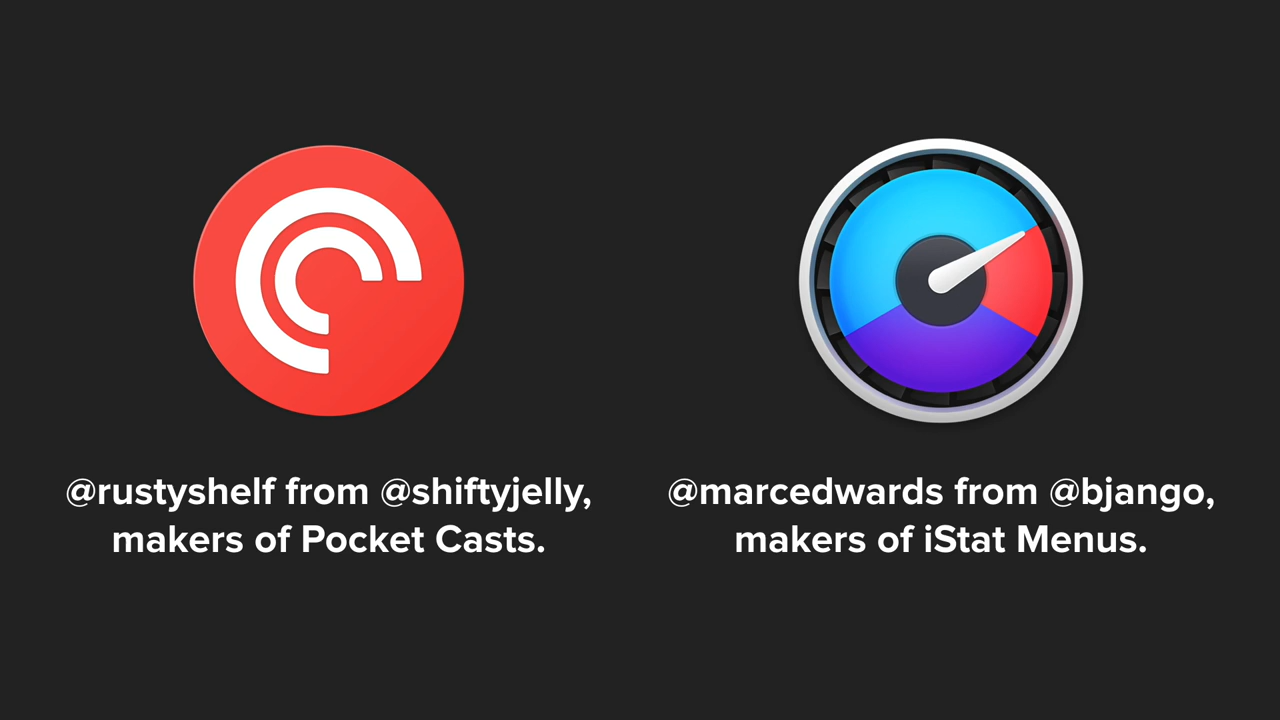 @rustyshelf from @shiftyjelly,
makers of Pocket Casts.
@marcedwards from @bjango,
makers of iStat Menus.